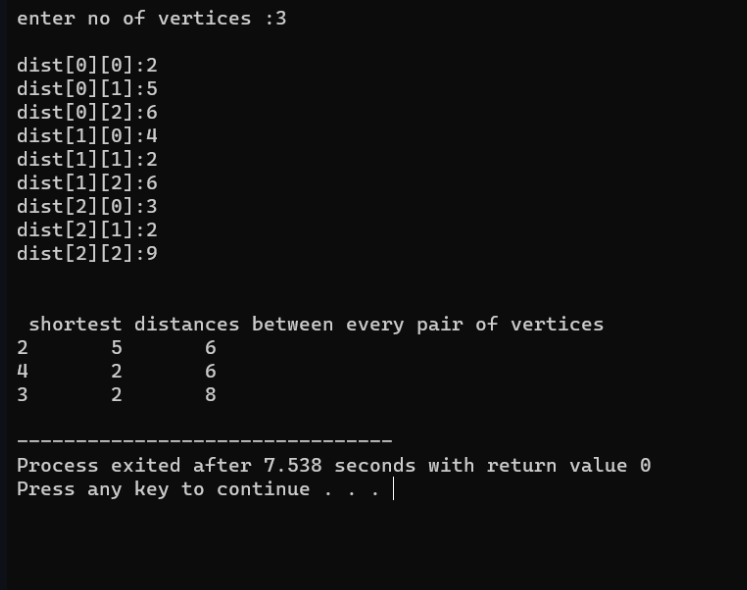 enter no of vertices :3
dist[0][0]:2
dist[0][1]:5
dist[0][2]:6
dist[1][0]:4
dist[1][1]:2
dist[1][2]:6
dist[2][0]:3
dist[2][1]:2
dist[2][2]:9
shortest distances between every pair of vertices
2 5 6
4 2 6
3 2 8
--------------------------------
Process exited after 7.538 seconds with return value 0
Press any key to continue . . .